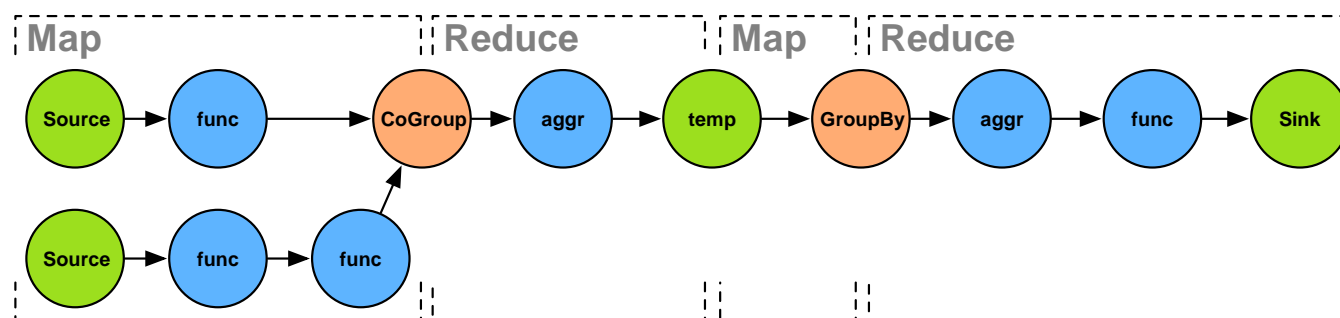 Map Reduce Map Reduce
Source func CoGroup aggr temp GroupBy aggr func Sink
Source func func